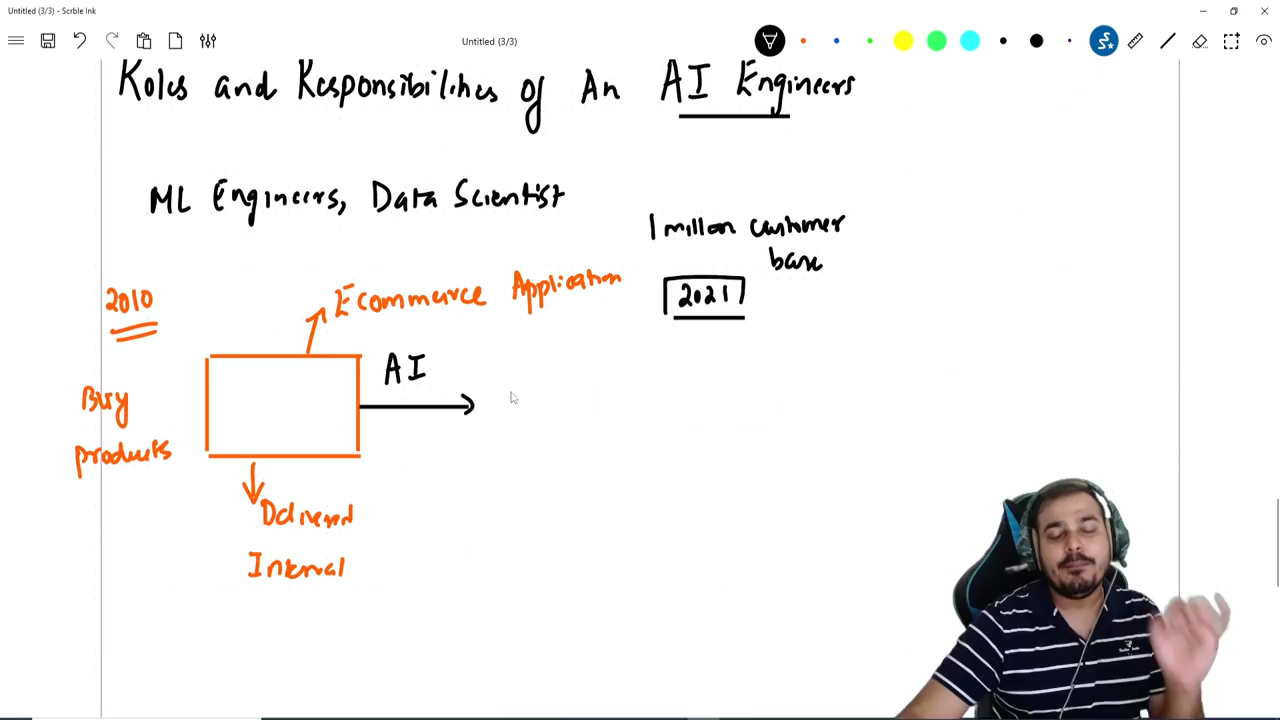 Untitled (3/3) - Scrble Ink
Untitled (3/3)
Roles and Responsibilities of An AI Engineers
ML Engineers, Data Scientist
1 million customer
base
2021
2010
Ecommerce Application
AI
Buy
products
Delivered
Internal